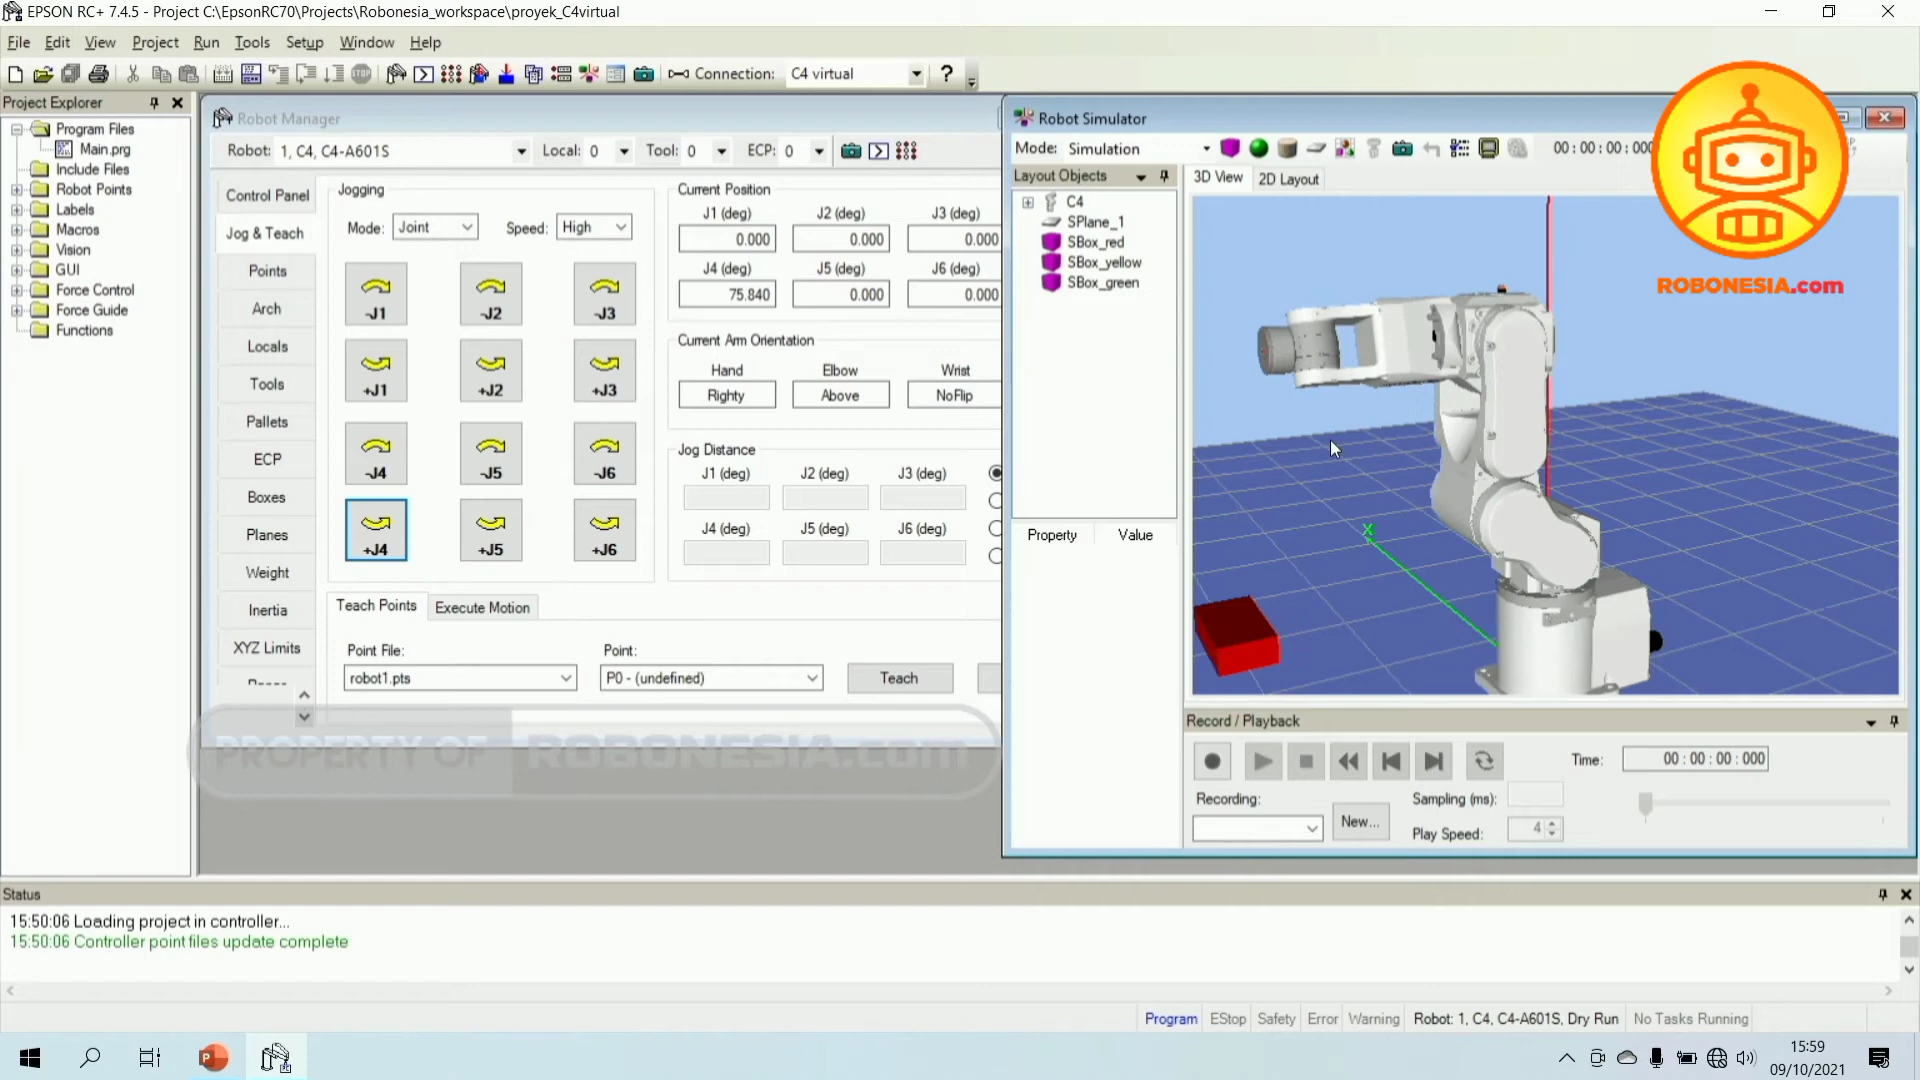 EPSON RC+ 7.4.5 - Project C:\EpsonRC70\Projects\Robonesia_workspace\proyek_C4virtual
File Edit View Project Run Tools Setup Window Help
Connection: C4 virtual
Project Explorer
Program Files
Main.prg
Include Files
Robot Points
Labels
Macros
Vision
GUI
Force Control
Force Guide
Functions
Robot Manager
Robot: 1, C4, C4-A601S Local: 0 Tool: 0 ECP: 0
Control Panel
Jog & Teach
Points
Arch
Locals
Tools
Pallets
ECP
Boxes
Planes
Weight
Inertia
XYZ Limits
Jogging
Mode: Joint Speed: High
-J1 -J2 -J3
+J1 +J2 +J3
-J4 -J5 -J6
+J4 +J5 +J6
Current Position
J1 (deg) J2 (deg) J3 (deg)
0.000 0.000 0.000
J4 (deg) J5 (deg) J6 (deg)
75.840 0.000 0.000
Current Arm Orientation
Hand Elbow Wrist
Righty Above NoFlip
Jog Distance
J1 (deg) J2 (deg) J3 (deg)
J4 (deg) J5 (deg) J6 (deg)
Teach Points Execute Motion
Point File: Point:
robot1.pts P0 - (undefined) Teach
PROPERTY OF ROBONESIA.com
Robot Simulator
Mode: Simulation 00 : 00 : 00 : 000
Layout Objects
C4
SPlane_1
SBox_red
SBox_yellow
SBox_green
Property Value
3D View 2D Layout
X
ROBONESIA.com
Record / Playback
Time: 00 : 00 : 00 : 000
Recording: Sampling (ms):
New... Play Speed: 4
Status
15:50:06 Loading project in controller...
15:50:06 Controller point files update complete
Program EStop Safety Error Warning Robot: 1, C4, C4-A601S, Dry Run No Tasks Running
15:59
09/10/2021